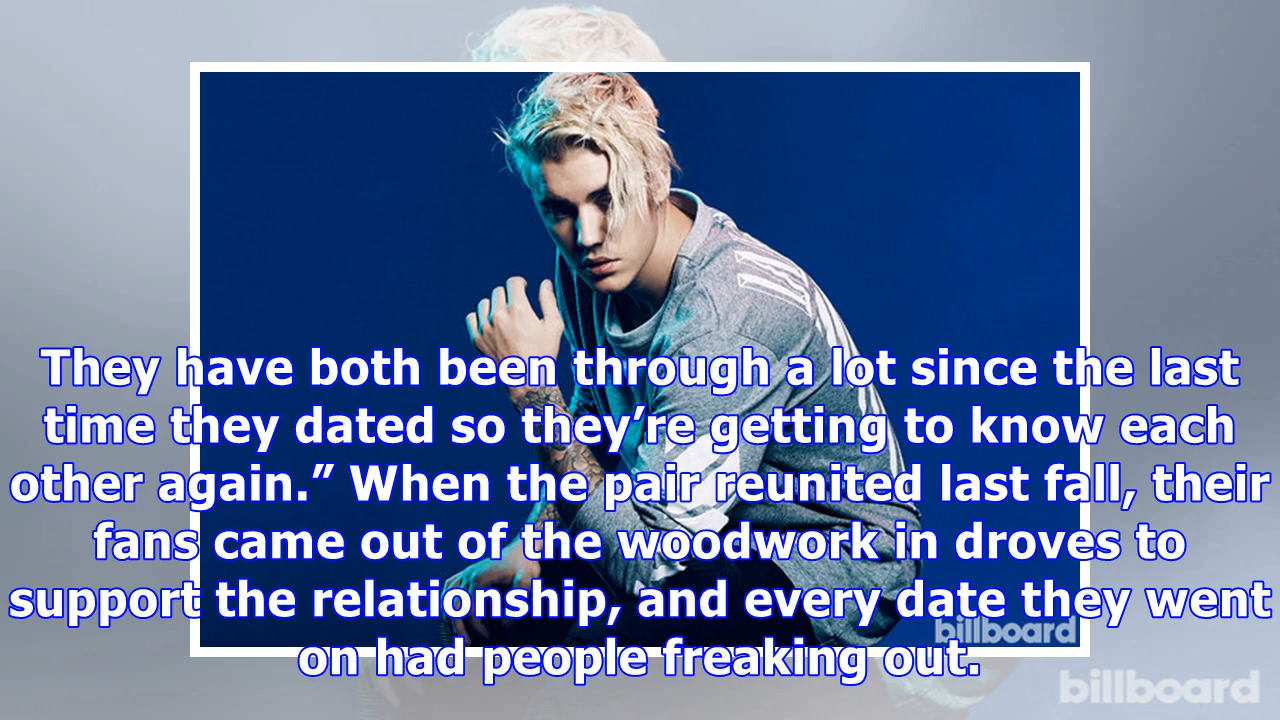 They have both been through a lot since the last
time they dated so they’re getting to know each
other again.” When the pair reunited last fall, their
fans came out of the woodwork in droves to
support the relationship, and every date they went
on had people freaking out.
billboard
billboard